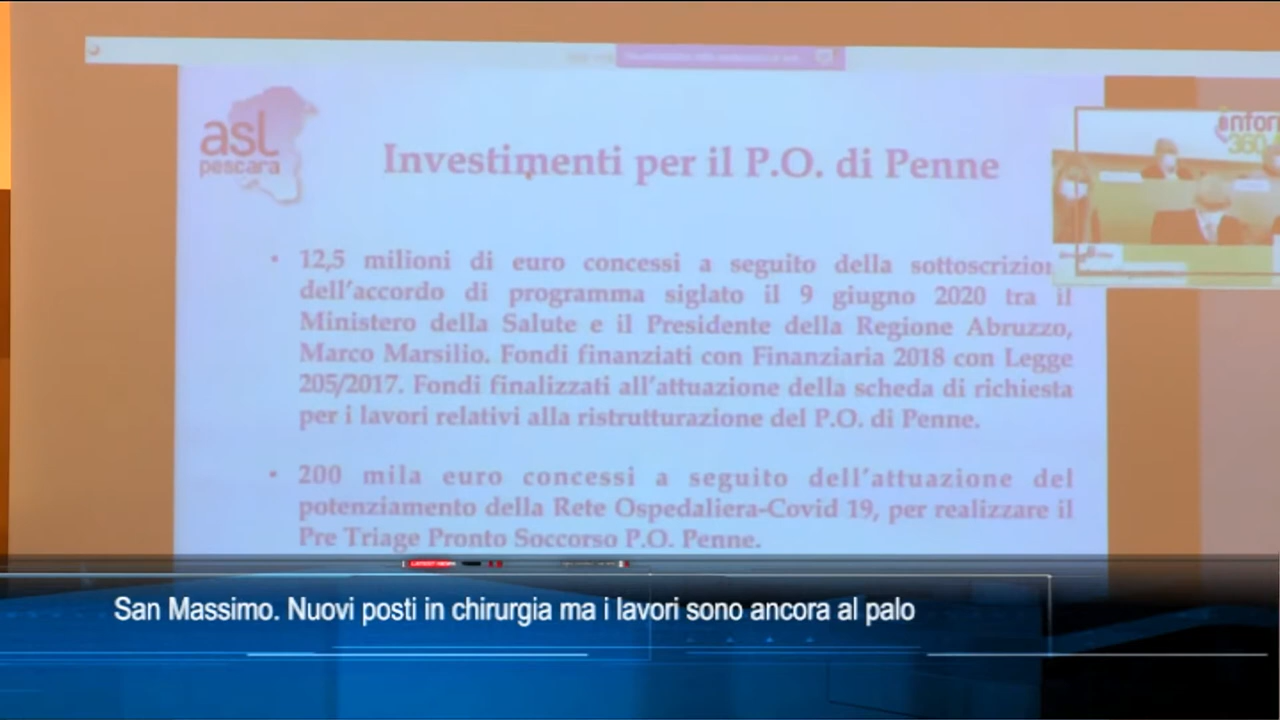 asl
pescara
Investimenti per il P.O. di Penne
infor
360
• 12,5 milioni di euro concessi a seguito della sottoscrizion
dell'accordo di programma siglato il 9 giugno 2020 tra il
Ministero della Salute e il Presidente della Regione Abruzzo,
Marco Marsilio. Fondi finanziati con Finanziaria 2018 con Legge
205/2017. Fondi finalizzati all'attuazione della scheda di richiesta
per i lavori relativi alla ristrutturazione del P.O. di Penne.
• 200 mila euro concessi a seguito dell'attuazione del
potenziamento della Rete Ospedaliera-Covid 19, per realizzare il
Pre Triage Pronto Soccorso P.O. Penne.
LATEST NEWS
San Massimo. Nuovi posti in chirurgia ma i lavori sono ancora al palo